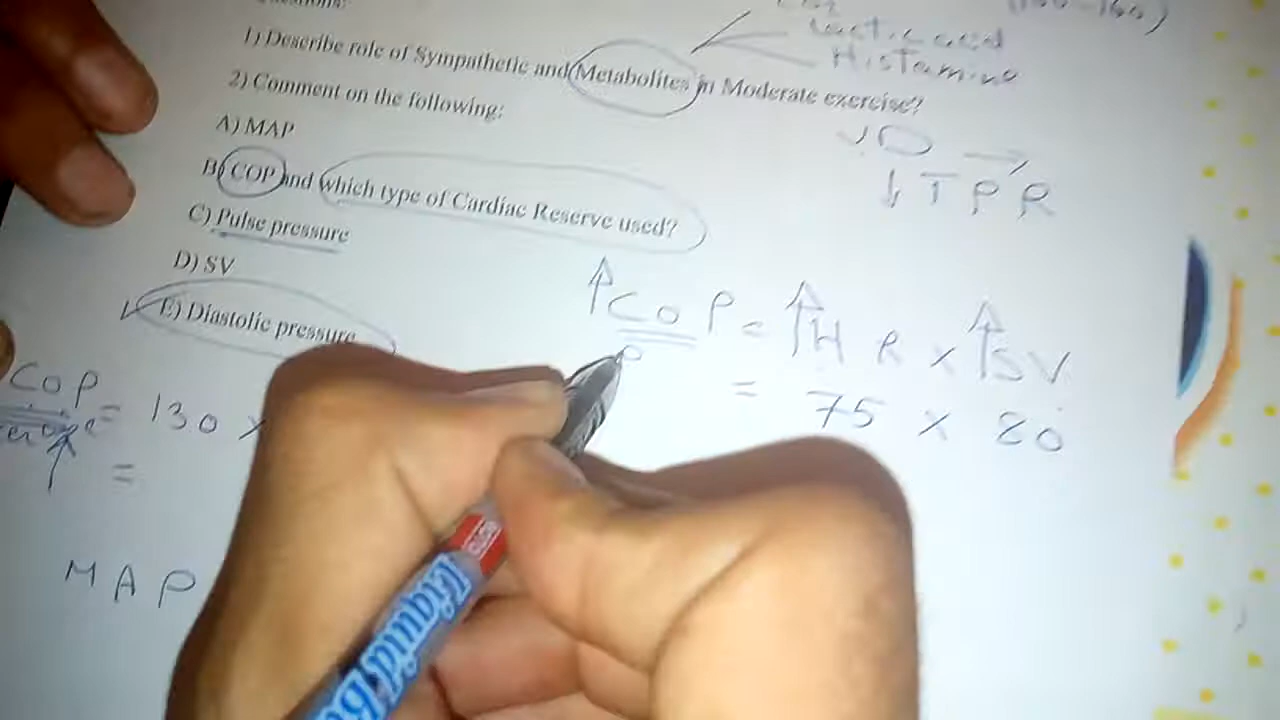 Lactic acid
Histamine
1) Describe role of Sympathetic and Metabolites in Moderate exercise?
2) Comment on the following:
A) MAP
VD →
↓ TPR
B) COP and which type of Cardiac Reserve used?
C) Pulse pressure
D) SV
E) Diastolic pressure
↑ COP = ↑ HR × ↑ SV
= 75 × 80
COP = 130 ×
=
MAP
Liquid